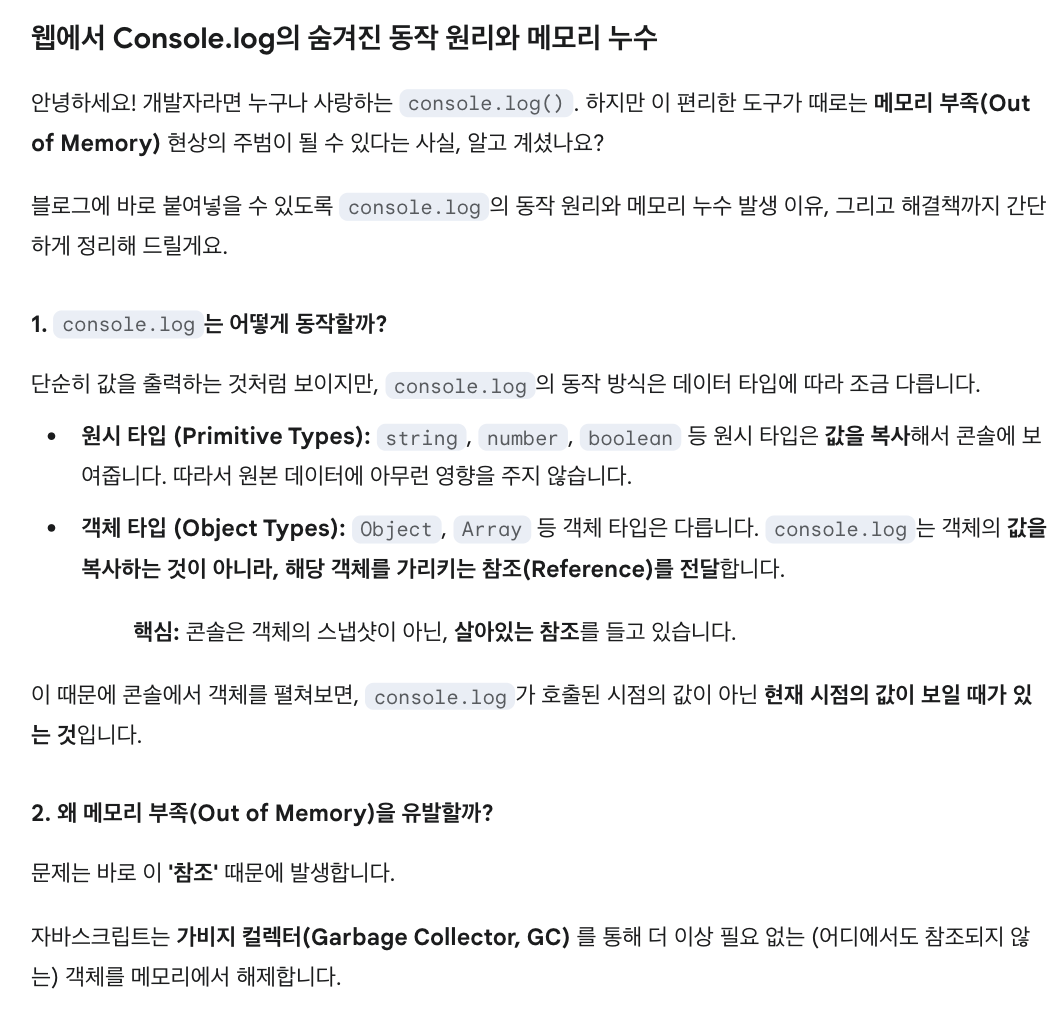 웹에서 Console.log의 숨겨진 동작 원리와 메모리 누수
안녕하세요! 개발자라면 누구나 사랑하는 console.log() . 하지만 이 편리한 도구가 때로는 메모리 부족(Out
of Memory) 현상의 주범이 될 수 있다는 사실, 알고 계셨나요?
블로그에 바로 붙여넣을 수 있도록 console.log 의 동작 원리와 메모리 누수 발생 이유, 그리고 해결책까지 간단
하게 정리해 드릴게요.
1. console.log 는 어떻게 동작할까?
단순히 값을 출력하는 것처럼 보이지만, console.log 의 동작 방식은 데이터 타입에 따라 조금 다릅니다.
• 원시 타입 (Primitive Types): string , number , boolean 등 원시 타입은 값을 복사해서 콘솔에 보
여줍니다. 따라서 원본 데이터에 아무런 영향을 주지 않습니다.
• 객체 타입 (Object Types): Object , Array 등 객체 타입은 다릅니다. console.log 는 객체의 값을
복사하는 것이 아니라, 해당 객체를 가리키는 참조(Reference)를 전달합니다.
핵심: 콘솔은 객체의 스냅샷이 아닌, 살아있는 참조를 들고 있습니다.
이 때문에 콘솔에서 객체를 펼쳐보면, console.log 가 호출된 시점의 값이 아닌 현재 시점의 값이 보일 때가 있
는 것입니다.
2. 왜 메모리 부족(Out of Memory)을 유발할까?
문제는 바로 이 '참조' 때문에 발생합니다.
자바스크립트는 가비지 컬렉터(Garbage Collector, GC) 를 통해 더 이상 필요 없는 (어디에서도 참조되지 않
는) 객체를 메모리에서 해제합니다.